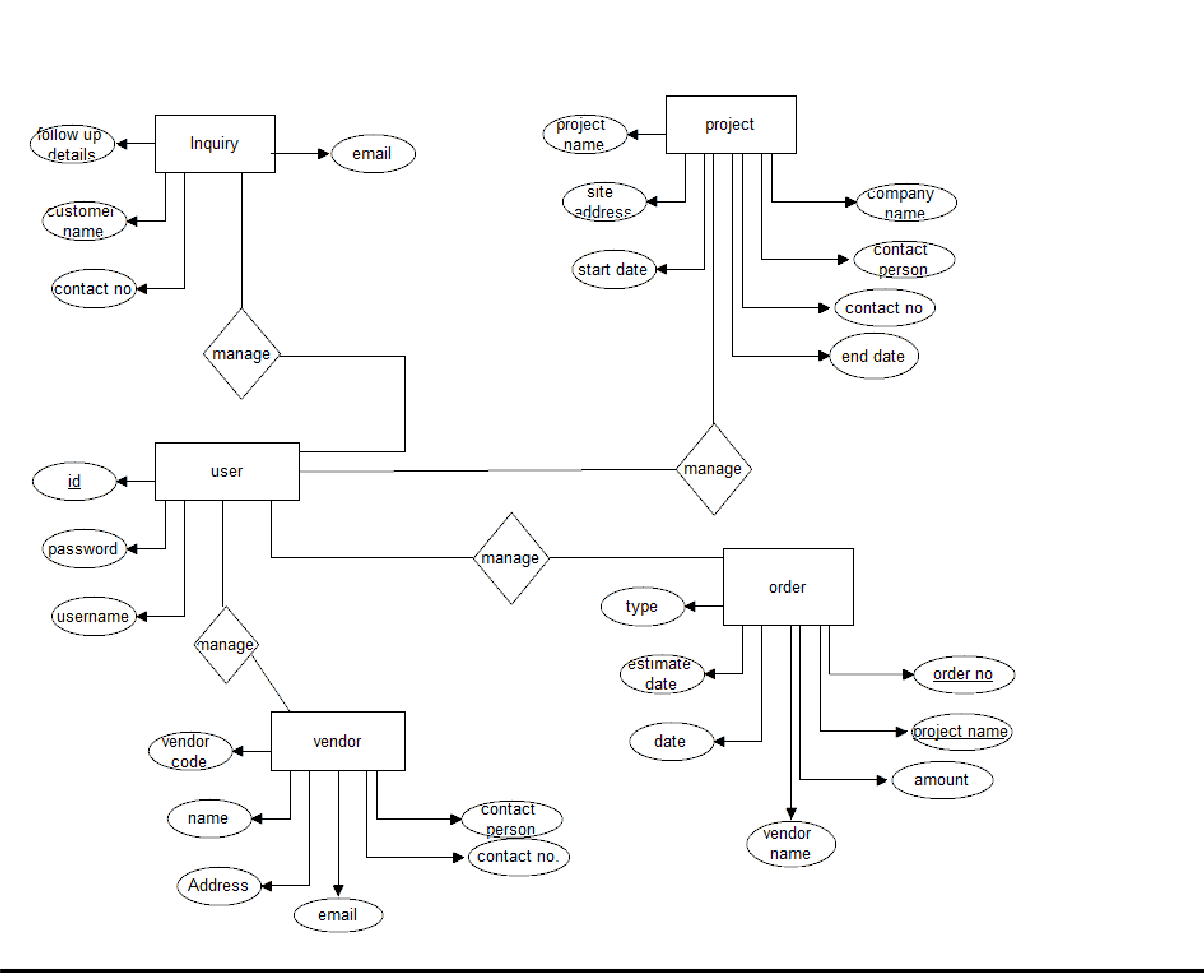 Inquiry
follow up
details
email
customer
name
contact no
manage
project
project
name
site
address
start date
company
name
contact
person
contact no
end date
manage
user
id
password
username
manage
manage
order
type
estimate
date
date
order no
project name
amount
vendor
name
vendor
vendor
code
name
Address
email
contact
person
contact no.